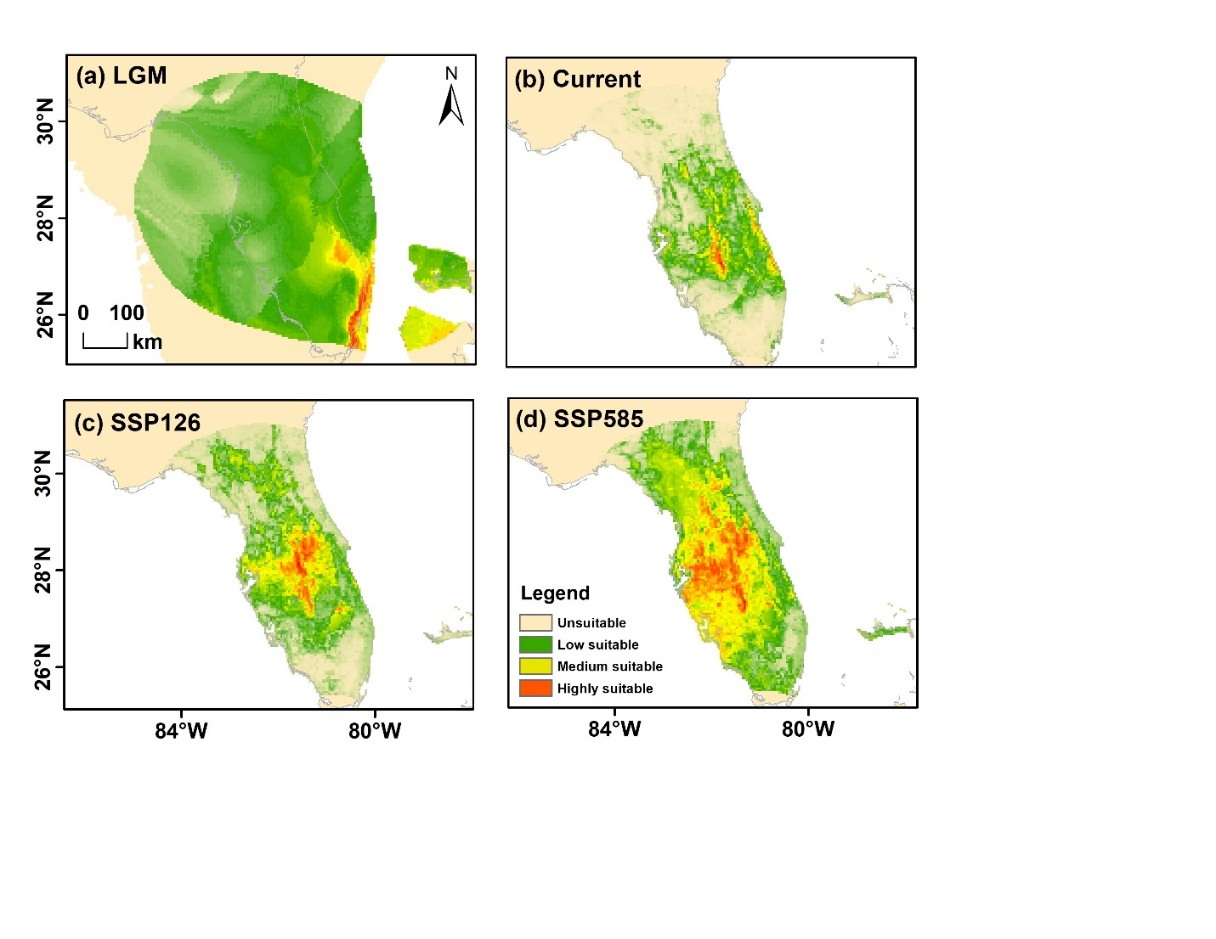 (a) LGM
N
30°N
28°N
26°N
0 100
km
(b) Current
(c) SSP126
30°N
28°N
26°N
84°W
80°W
(d) SSP585
Legend
Unsuitable
Low suitable
Medium suitable
Highly suitable
84°W
80°W